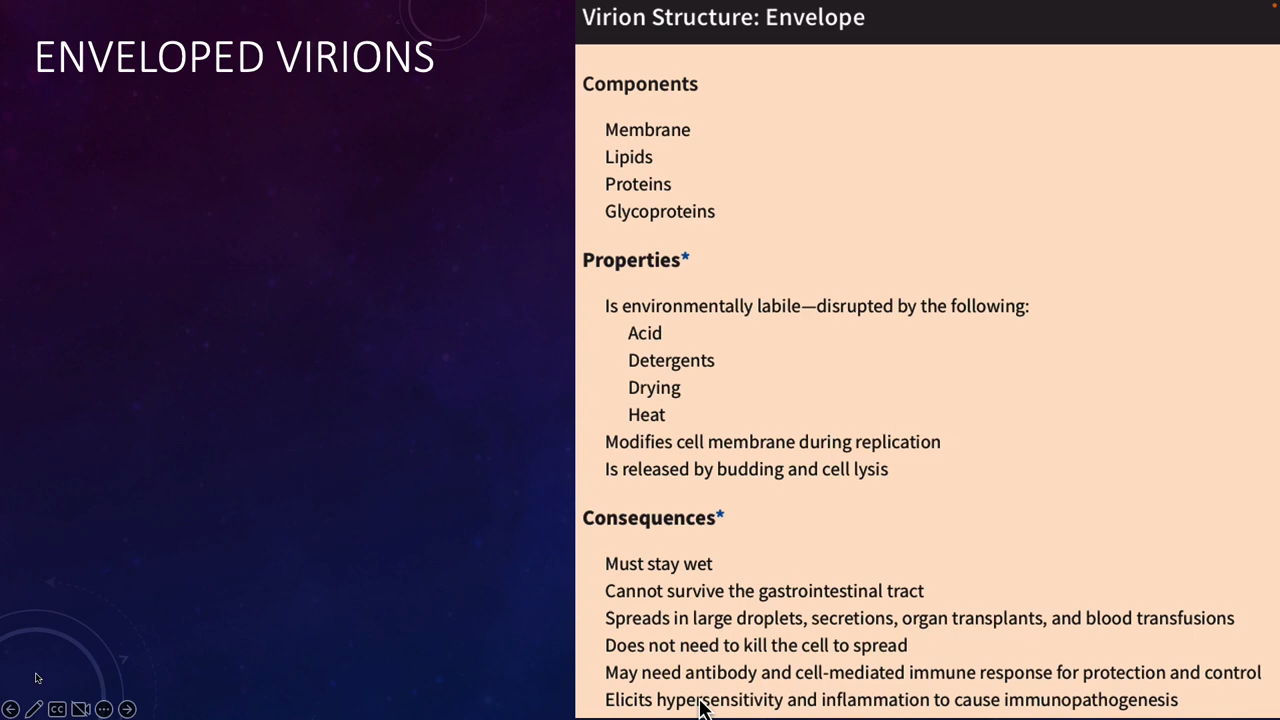 ENVELOPED VIRIONS
Virion Structure: Envelope
Components
Membrane
Lipids
Proteins
Glycoproteins
Properties*
Is environmentally labile—disrupted by the following:
Acid
Detergents
Drying
Heat
Modifies cell membrane during replication
Is released by budding and cell lysis
Consequences*
Must stay wet
Cannot survive the gastrointestinal tract
Spreads in large droplets, secretions, organ transplants, and blood transfusions
Does not need to kill the cell to spread
May need antibody and cell-mediated immune response for protection and control
Elicits hypersensitivity and inflammation to cause immunopathogenesis
CC